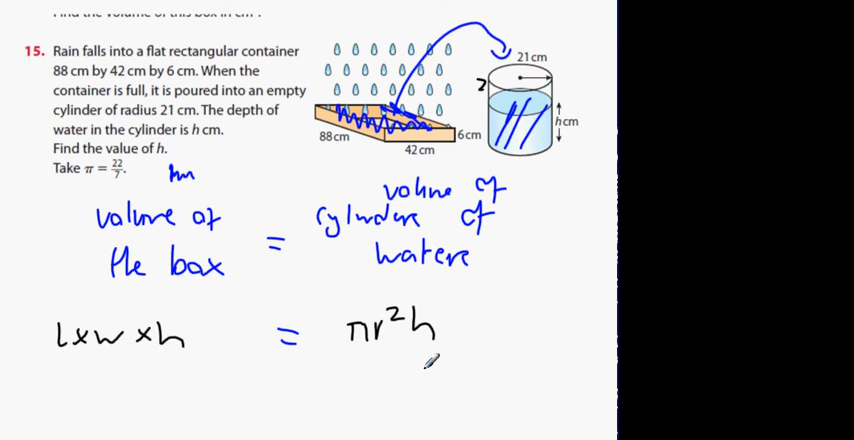 15. Rain falls into a flat rectangular container
88 cm by 42 cm by 6 cm. When the
container is full, it is poured into an empty
cylinder of radius 21 cm. The depth of
water in the cylinder is h cm.
Find the value of h.
Take π = 22/7.
21 cm
h cm
88 cm
6 cm
42 cm
volume of
the box
=
volume of
cylindere of
watere
l×w×h = πr²h